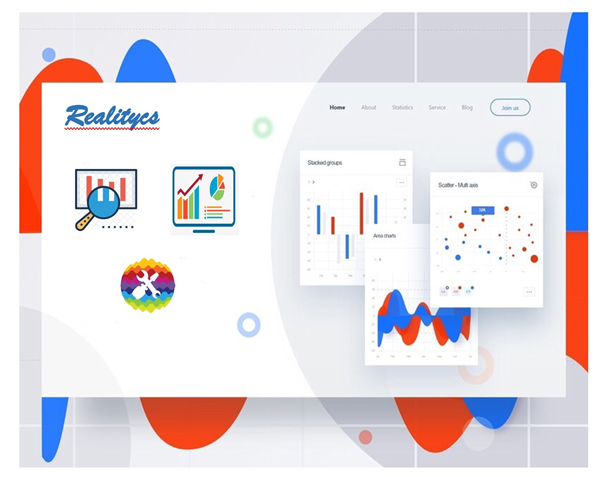 Realitycs
Home About Statistics Service Blog Join us
Stacked groups
Scatter - Multi axis
Area charts